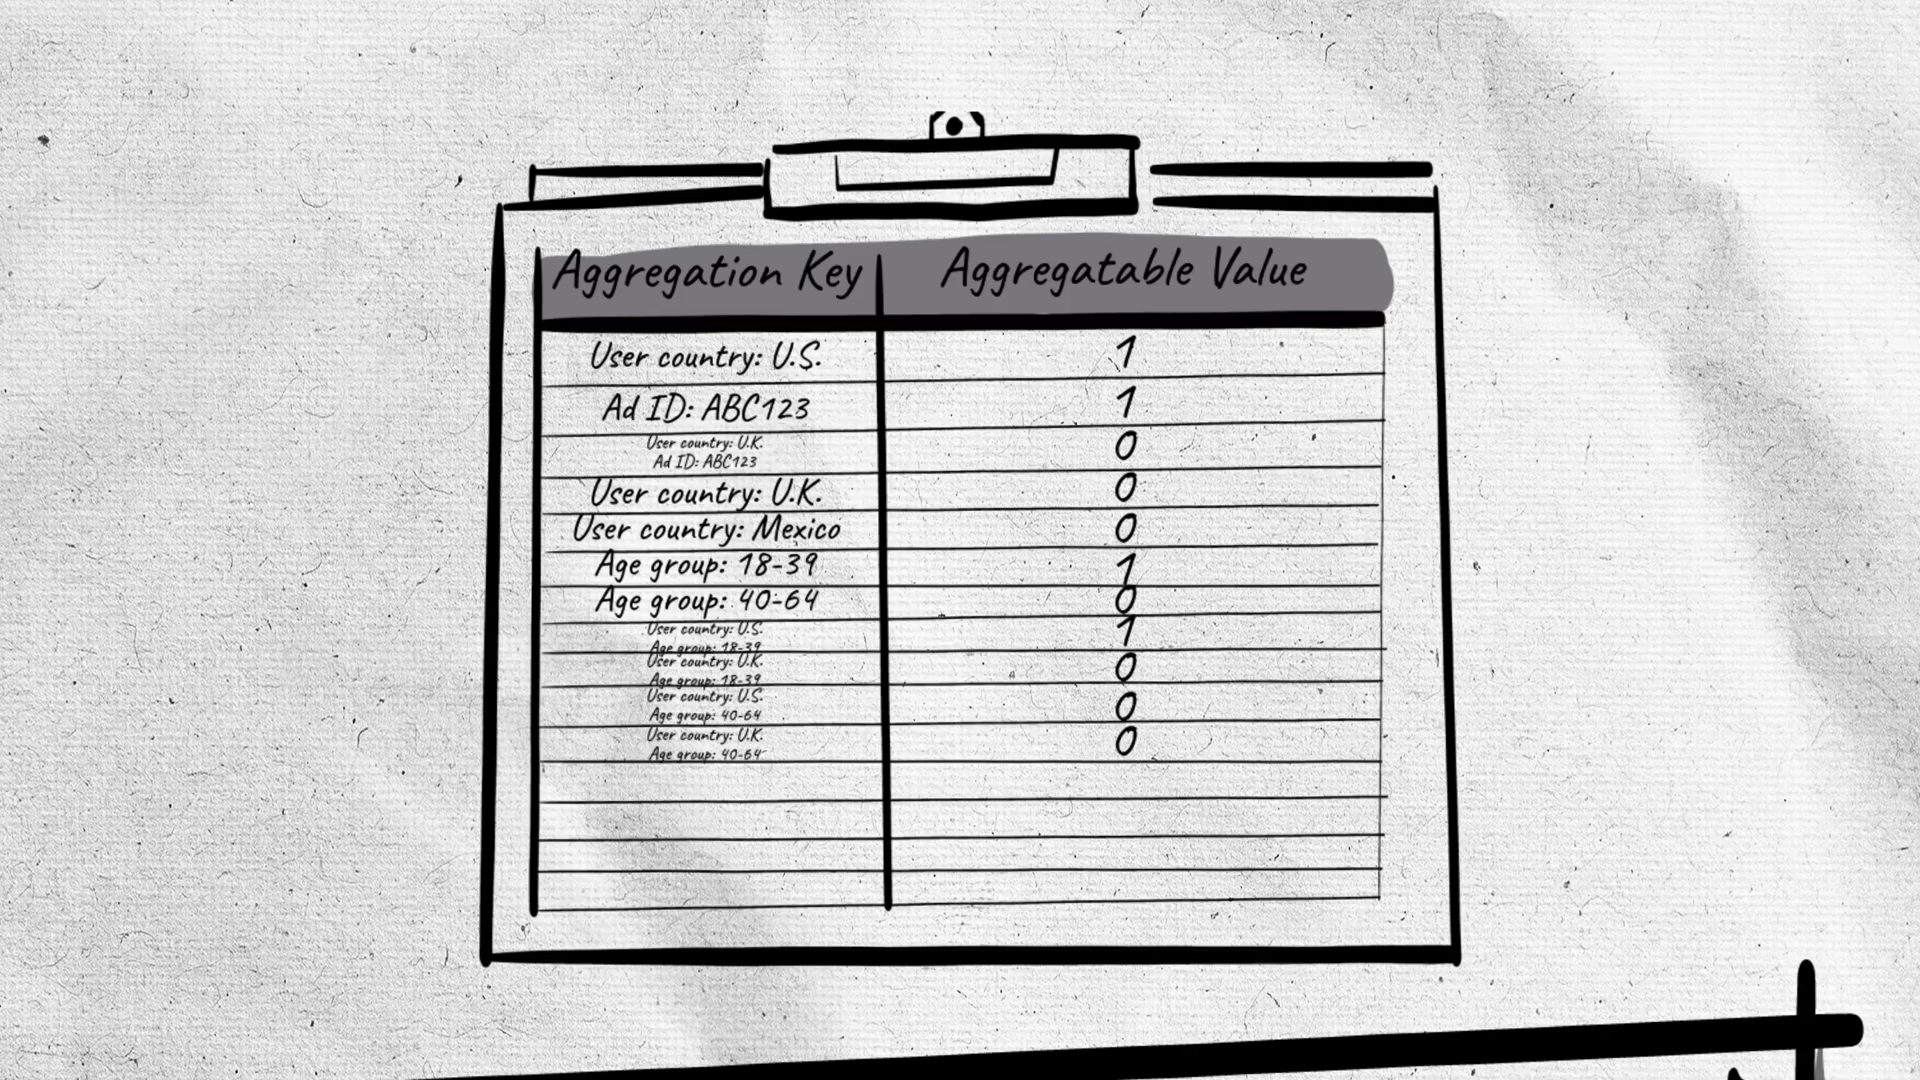 Aggregation Key Aggregatable Value
User country: U.S. 1
Ad ID: ABC123 1
User country: U.K.
Ad ID: ABC123 0
User country: U.K. 0
User country: Mexico 0
Age group: 18-39 1
Age group: 40-64 0
User country: U.S.
Age group: 18-39 1
User country: U.K.
Age group: 18-39 0
User country: U.S.
Age group: 40-64 0
User country: U.K.
Age group: 40-64 0